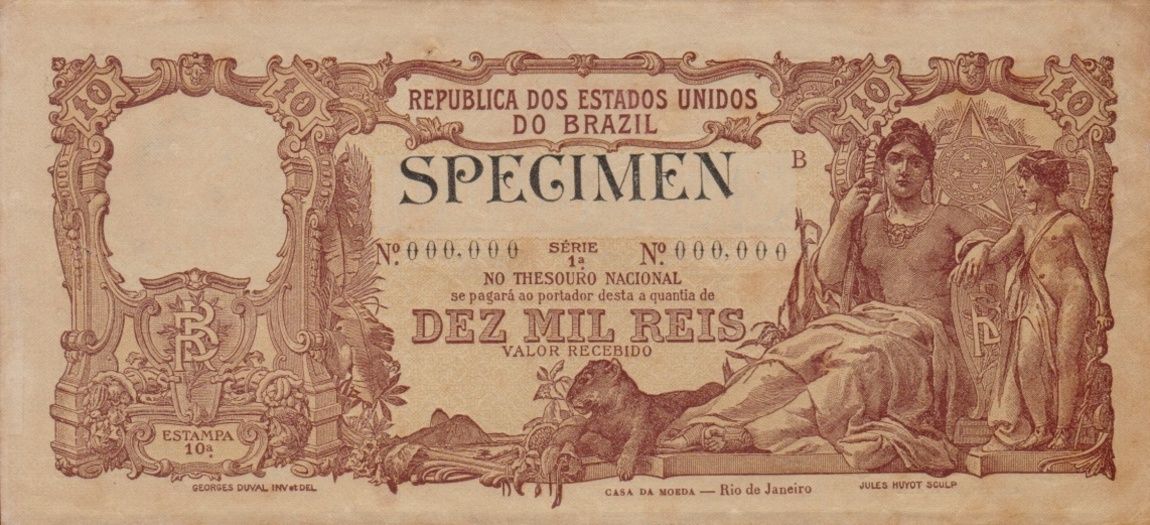 10 10 10 10
REPUBLICA DOS ESTADOS UNIDOS
DO BRAZIL
SPECIMEN
B
Nº 000,000 SÉRIE 1ª Nº 000,000
NO THESOURO NACIONAL
se pagará ao portador desta a quantia de
DEZ MIL REIS
VALOR RECEBIDO
ESTAMPA
10ª
GEORGES DUVAL INV et DEL
CASA DA MOEDA — Rio de Janeiro
JULES HUYOT SCULP